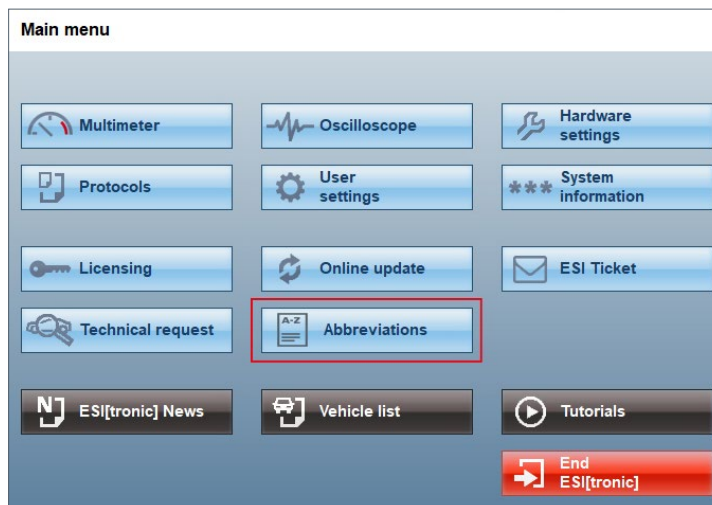 Main menu
Multimeter
Oscilloscope
Hardware
settings
Protocols
User
settings
*** System
information
Licensing
Online update
ESI Ticket
Technical request
A-Z
Abbreviations
N
ESI[tronic] News
Vehicle list
Tutorials
End
ESI[tronic]